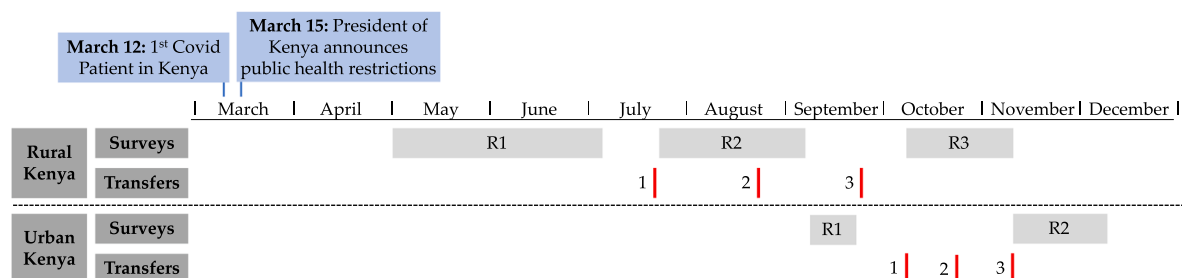 March 12: 1st Covid
Patient in Kenya
March 15: President of
Kenya announces
public health restrictions
March April May June July August September October November December
Rural
Kenya
Surveys R1 R2 R3
Transfers 1 2 3
Urban
Kenya
Surveys R1 R2
Transfers 1 2 3